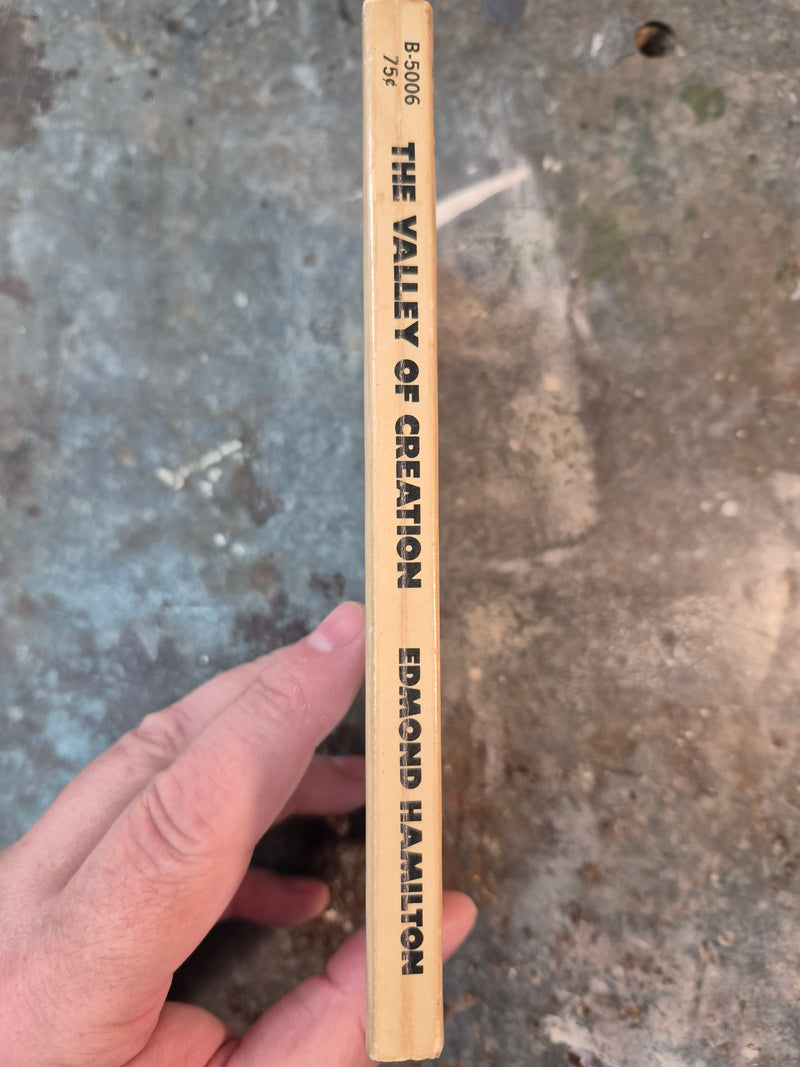 B-5006
75¢
THE VALLEY OF CREATION
EDMOND HAMILTON